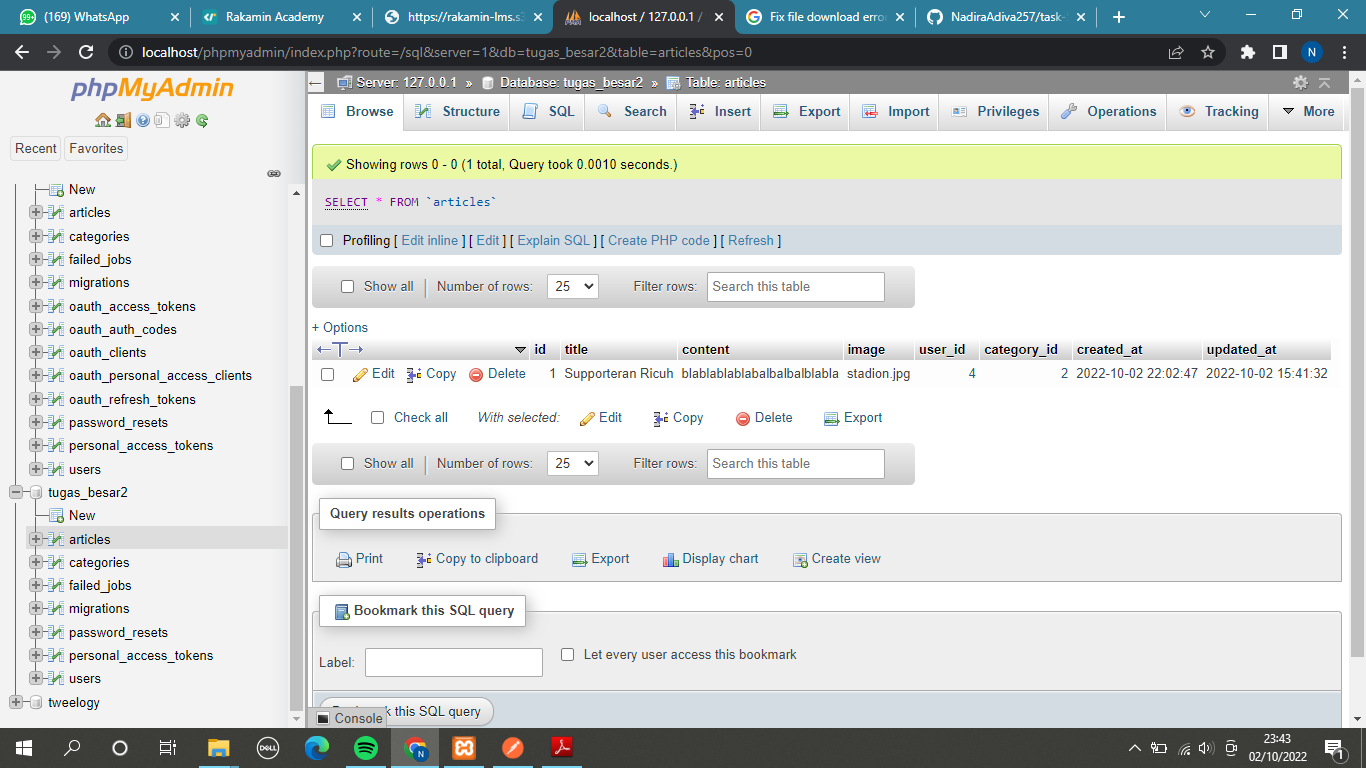 (169) WhatsApp
Rakamin Academy
https://rakamin-lms.s3
localhost / 127.0.0.1 /
Fix file download erro
NadiraAdiva257/task-
localhost/phpmyadmin/index.php?route=/sql&server=1&db=tugas_besar2&table=articles&pos=0
N
phpMyAdmin
Recent
Favorites
New
articles
categories
failed_jobs
migrations
oauth_access_tokens
oauth_auth_codes
oauth_clients
oauth_personal_access_clients
oauth_refresh_tokens
password_resets
personal_access_tokens
users
tugas_besar2
New
articles
categories
failed_jobs
migrations
password_resets
personal_access_tokens
users
tweelogy
Server: 127.0.0.1 » Database: tugas_besar2 » Table: articles
Browse Structure SQL Search Insert Export Import Privileges Operations Tracking More
Showing rows 0 - 0 (1 total, Query took 0.0010 seconds.)
SELECT * FROM `articles`
Profiling [ Edit inline ] [ Edit ] [ Explain SQL ] [ Create PHP code ] [ Refresh ]
Show all Number of rows: 25 Filter rows: Search this table
+ Options
id title content image user_id category_id created_at updated_at
Edit Copy Delete 1 Supporteran Ricuh blablablablabalbalbalblabla stadion.jpg 4 2 2022-10-02 22:02:47 2022-10-02 15:41:32
Check all With selected: Edit Copy Delete Export
Show all Number of rows: 25 Filter rows: Search this table
Query results operations
Print Copy to clipboard Export Display chart Create view
Bookmark this SQL query
Label: Let every user access this bookmark
this SQL query
Console
DELL
N
23:43
02/10/2022
1